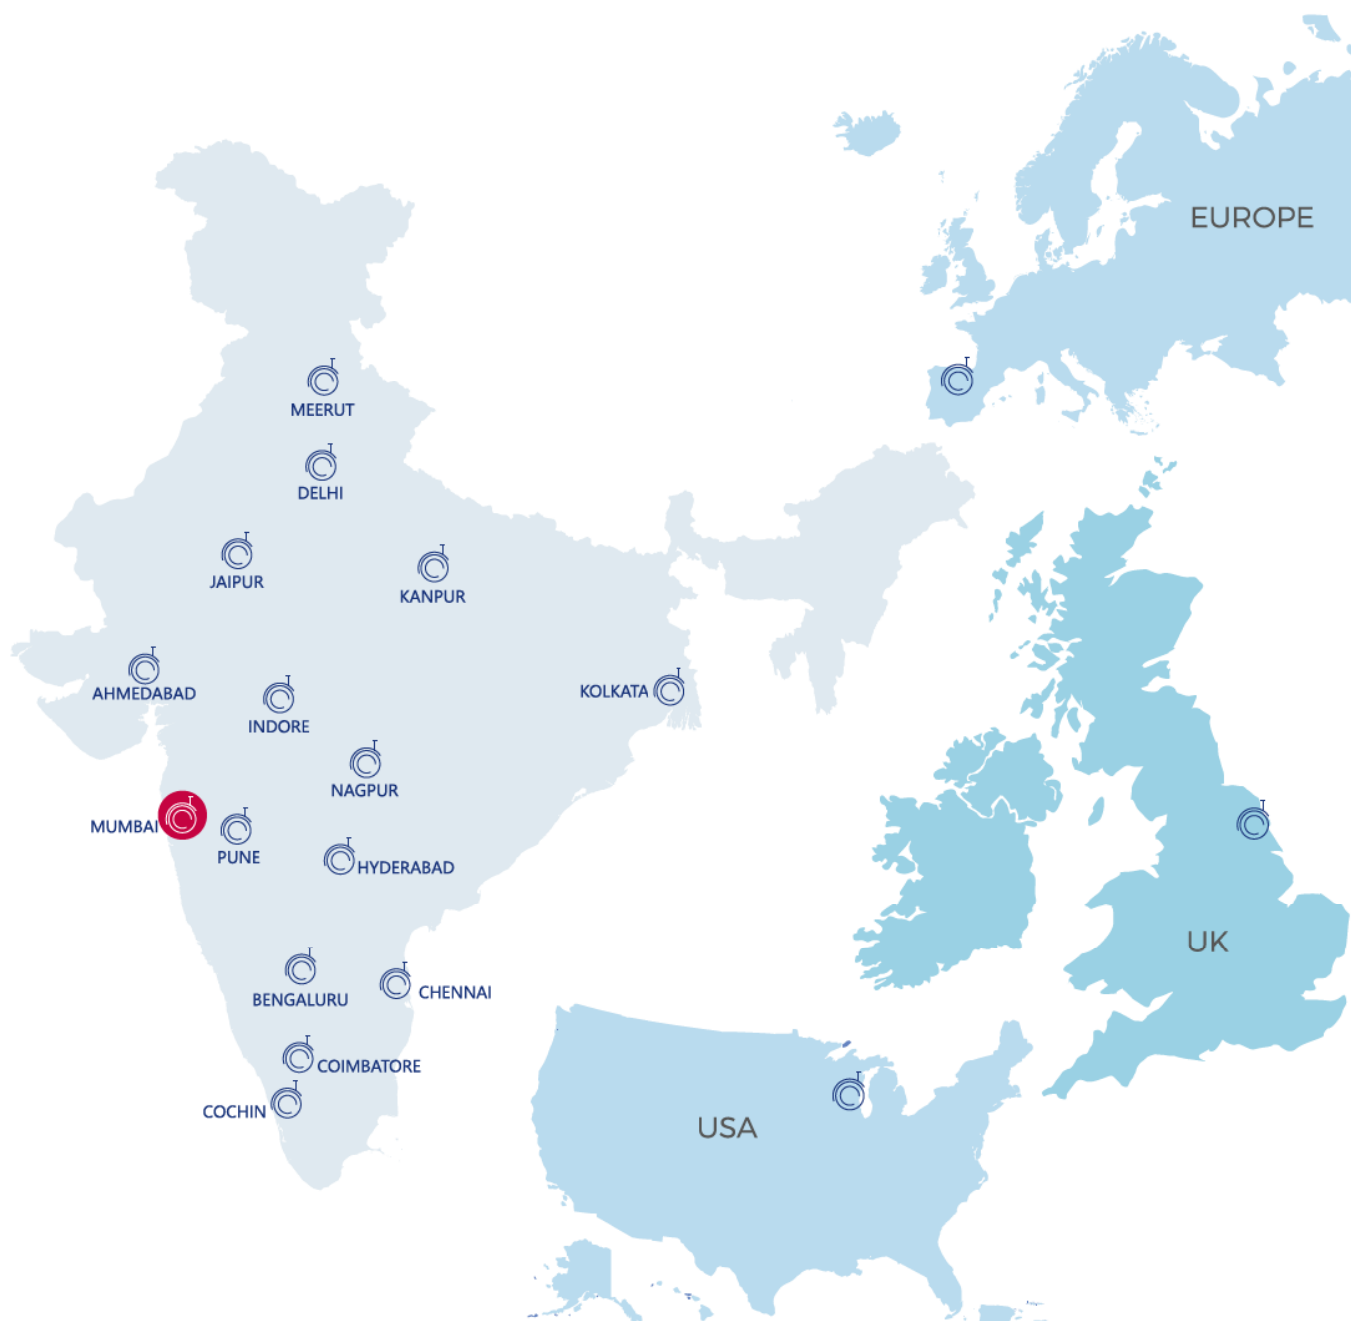 EUROPE
MEERUT
DELHI
JAIPUR
KANPUR
AHMEDABAD
KOLKATA
INDORE
NAGPUR
MUMBAI
PUNE
HYDERABAD
UK
BENGALURU
CHENNAI
COIMBATORE
COCHIN
USA